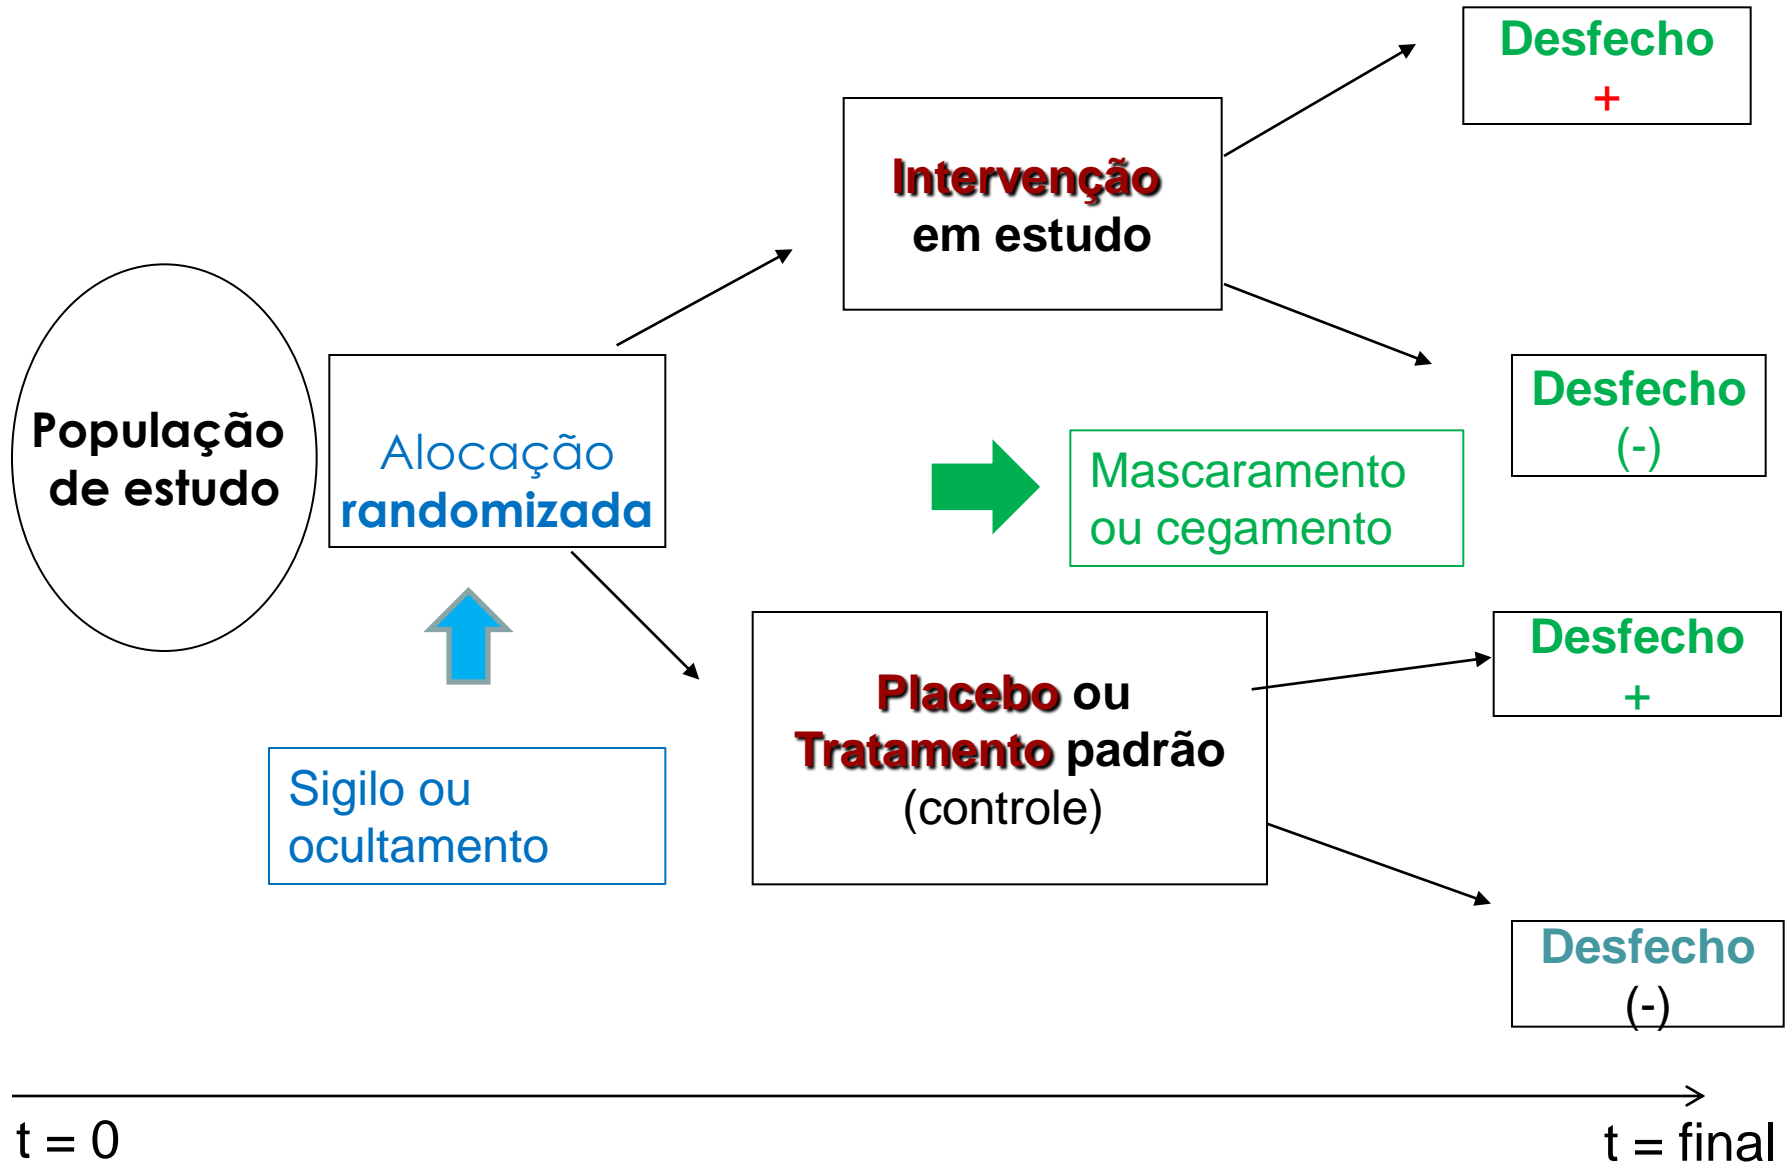 Desfecho
+
Intervenção
em estudo
Desfecho
(-)
População
de estudo
Alocação
randomizada
Mascaramento
ou cegamento
Sigilo ou
ocultamento
Placebo ou
Tratamento padrão
(controle)
Desfecho
+
Desfecho
(-)
t = 0
t = final